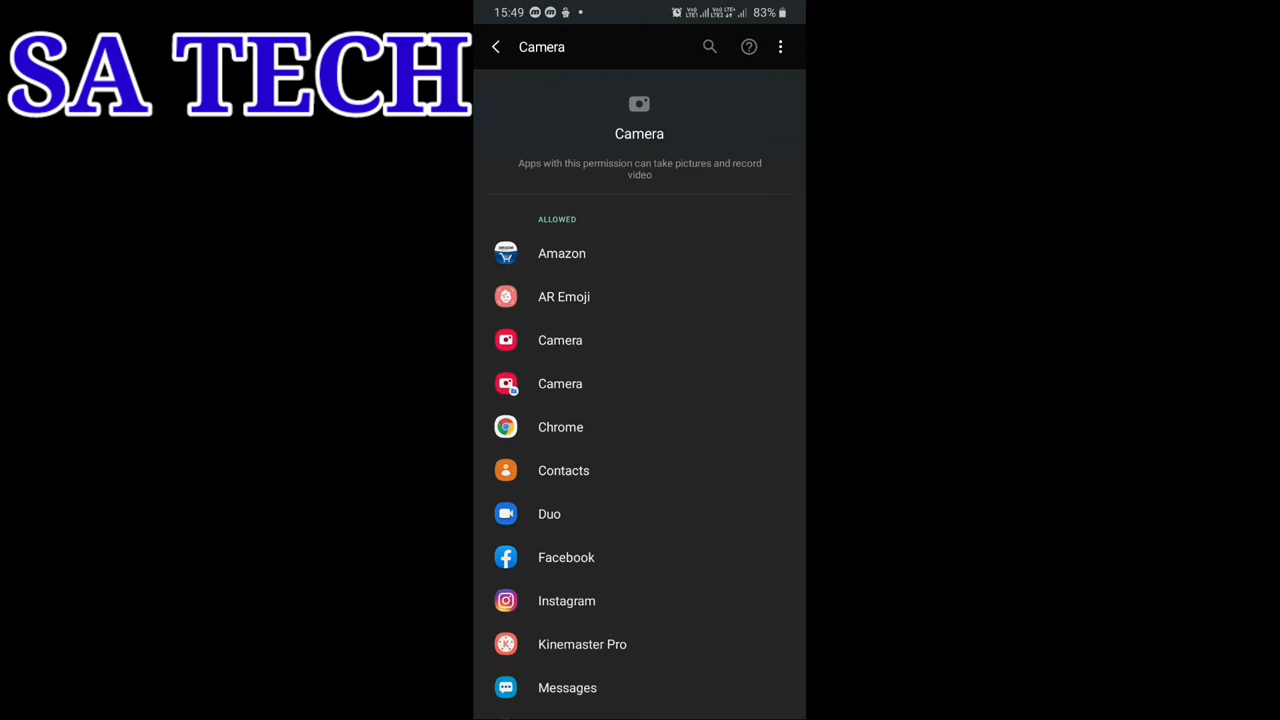 SA TECH
15:49
83%
Camera
Camera
Apps with this permission can take pictures and record
video
ALLOWED
Amazon
AR Emoji
Camera
Camera
Chrome
Contacts
Duo
Facebook
Instagram
Kinemaster Pro
Messages